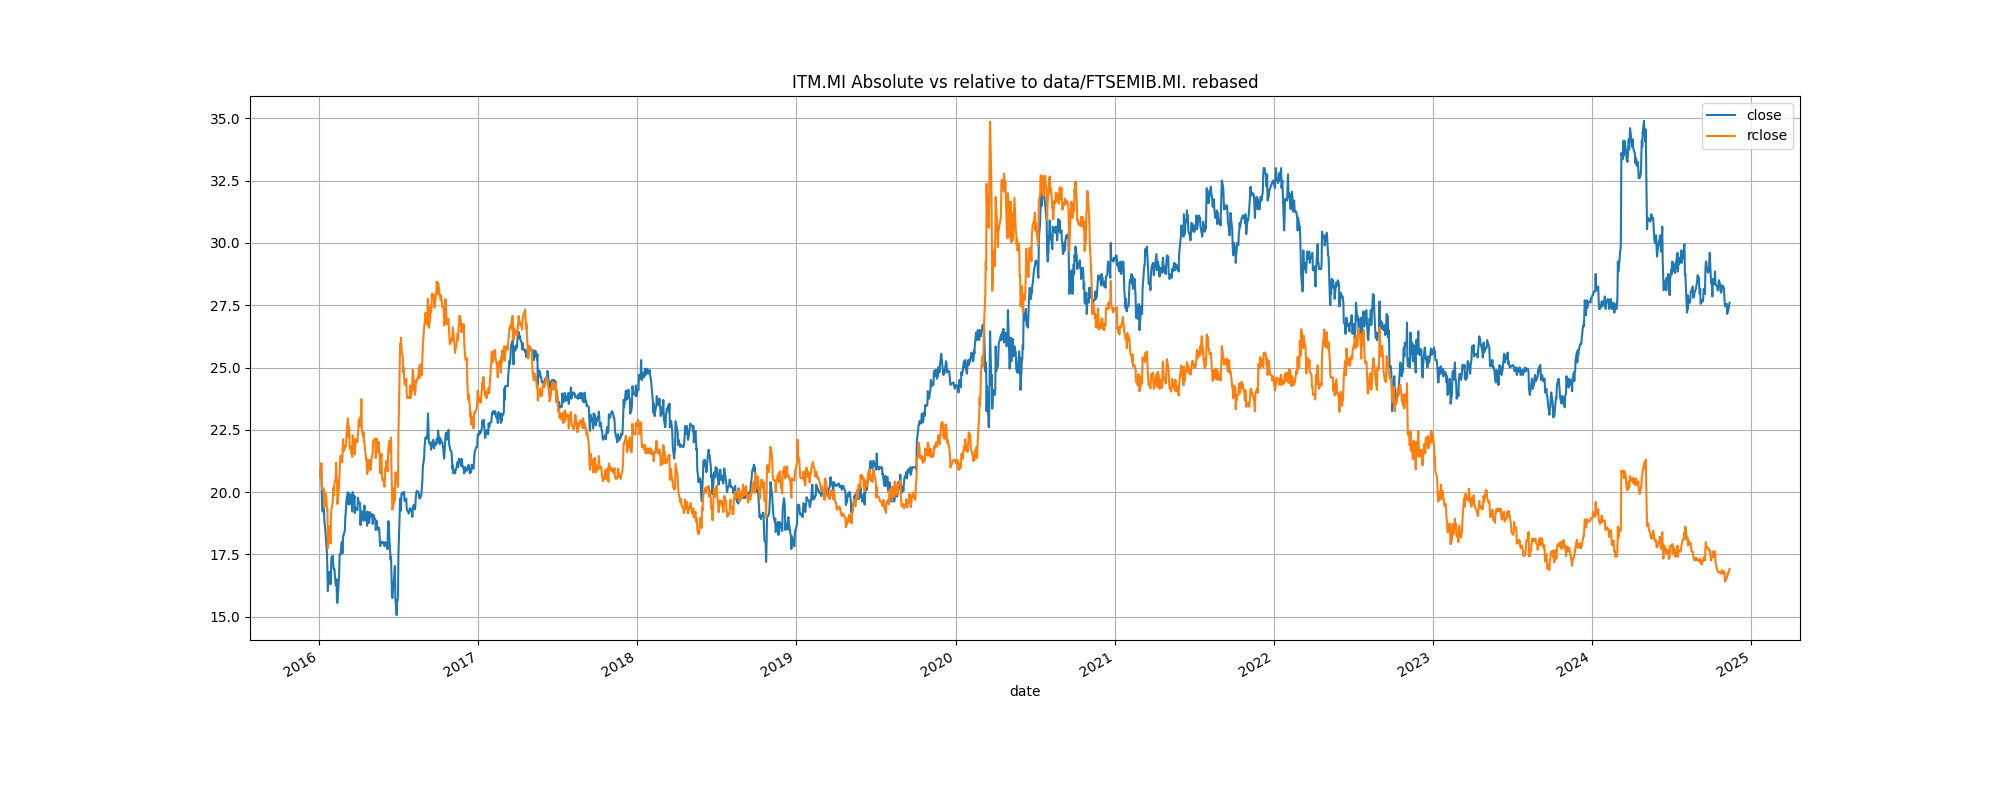 ITM.MI Absolute vs relative to data/FTSEMIB.MI. rebased
close
rclose
35.0
32.5
30.0
27.5
25.0
22.5
20.0
17.5
15.0
2016 2017 2018 2019 2020 2021 2022 2023 2024 2025
date